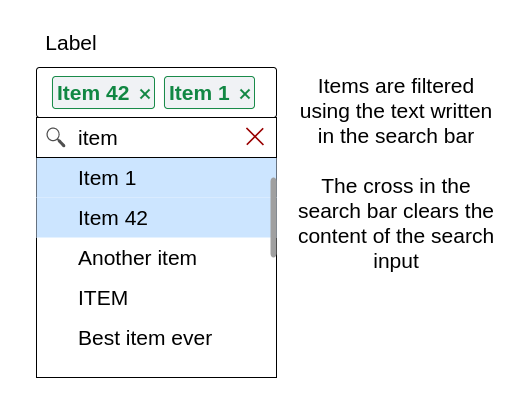 Label
Item 42 ×
Item 1 ×
item
Item 1
Item 42
Another item
ITEM
Best item ever
Items are filtered
using the text written
in the search bar
The cross in the
search bar clears the
content of the search
input